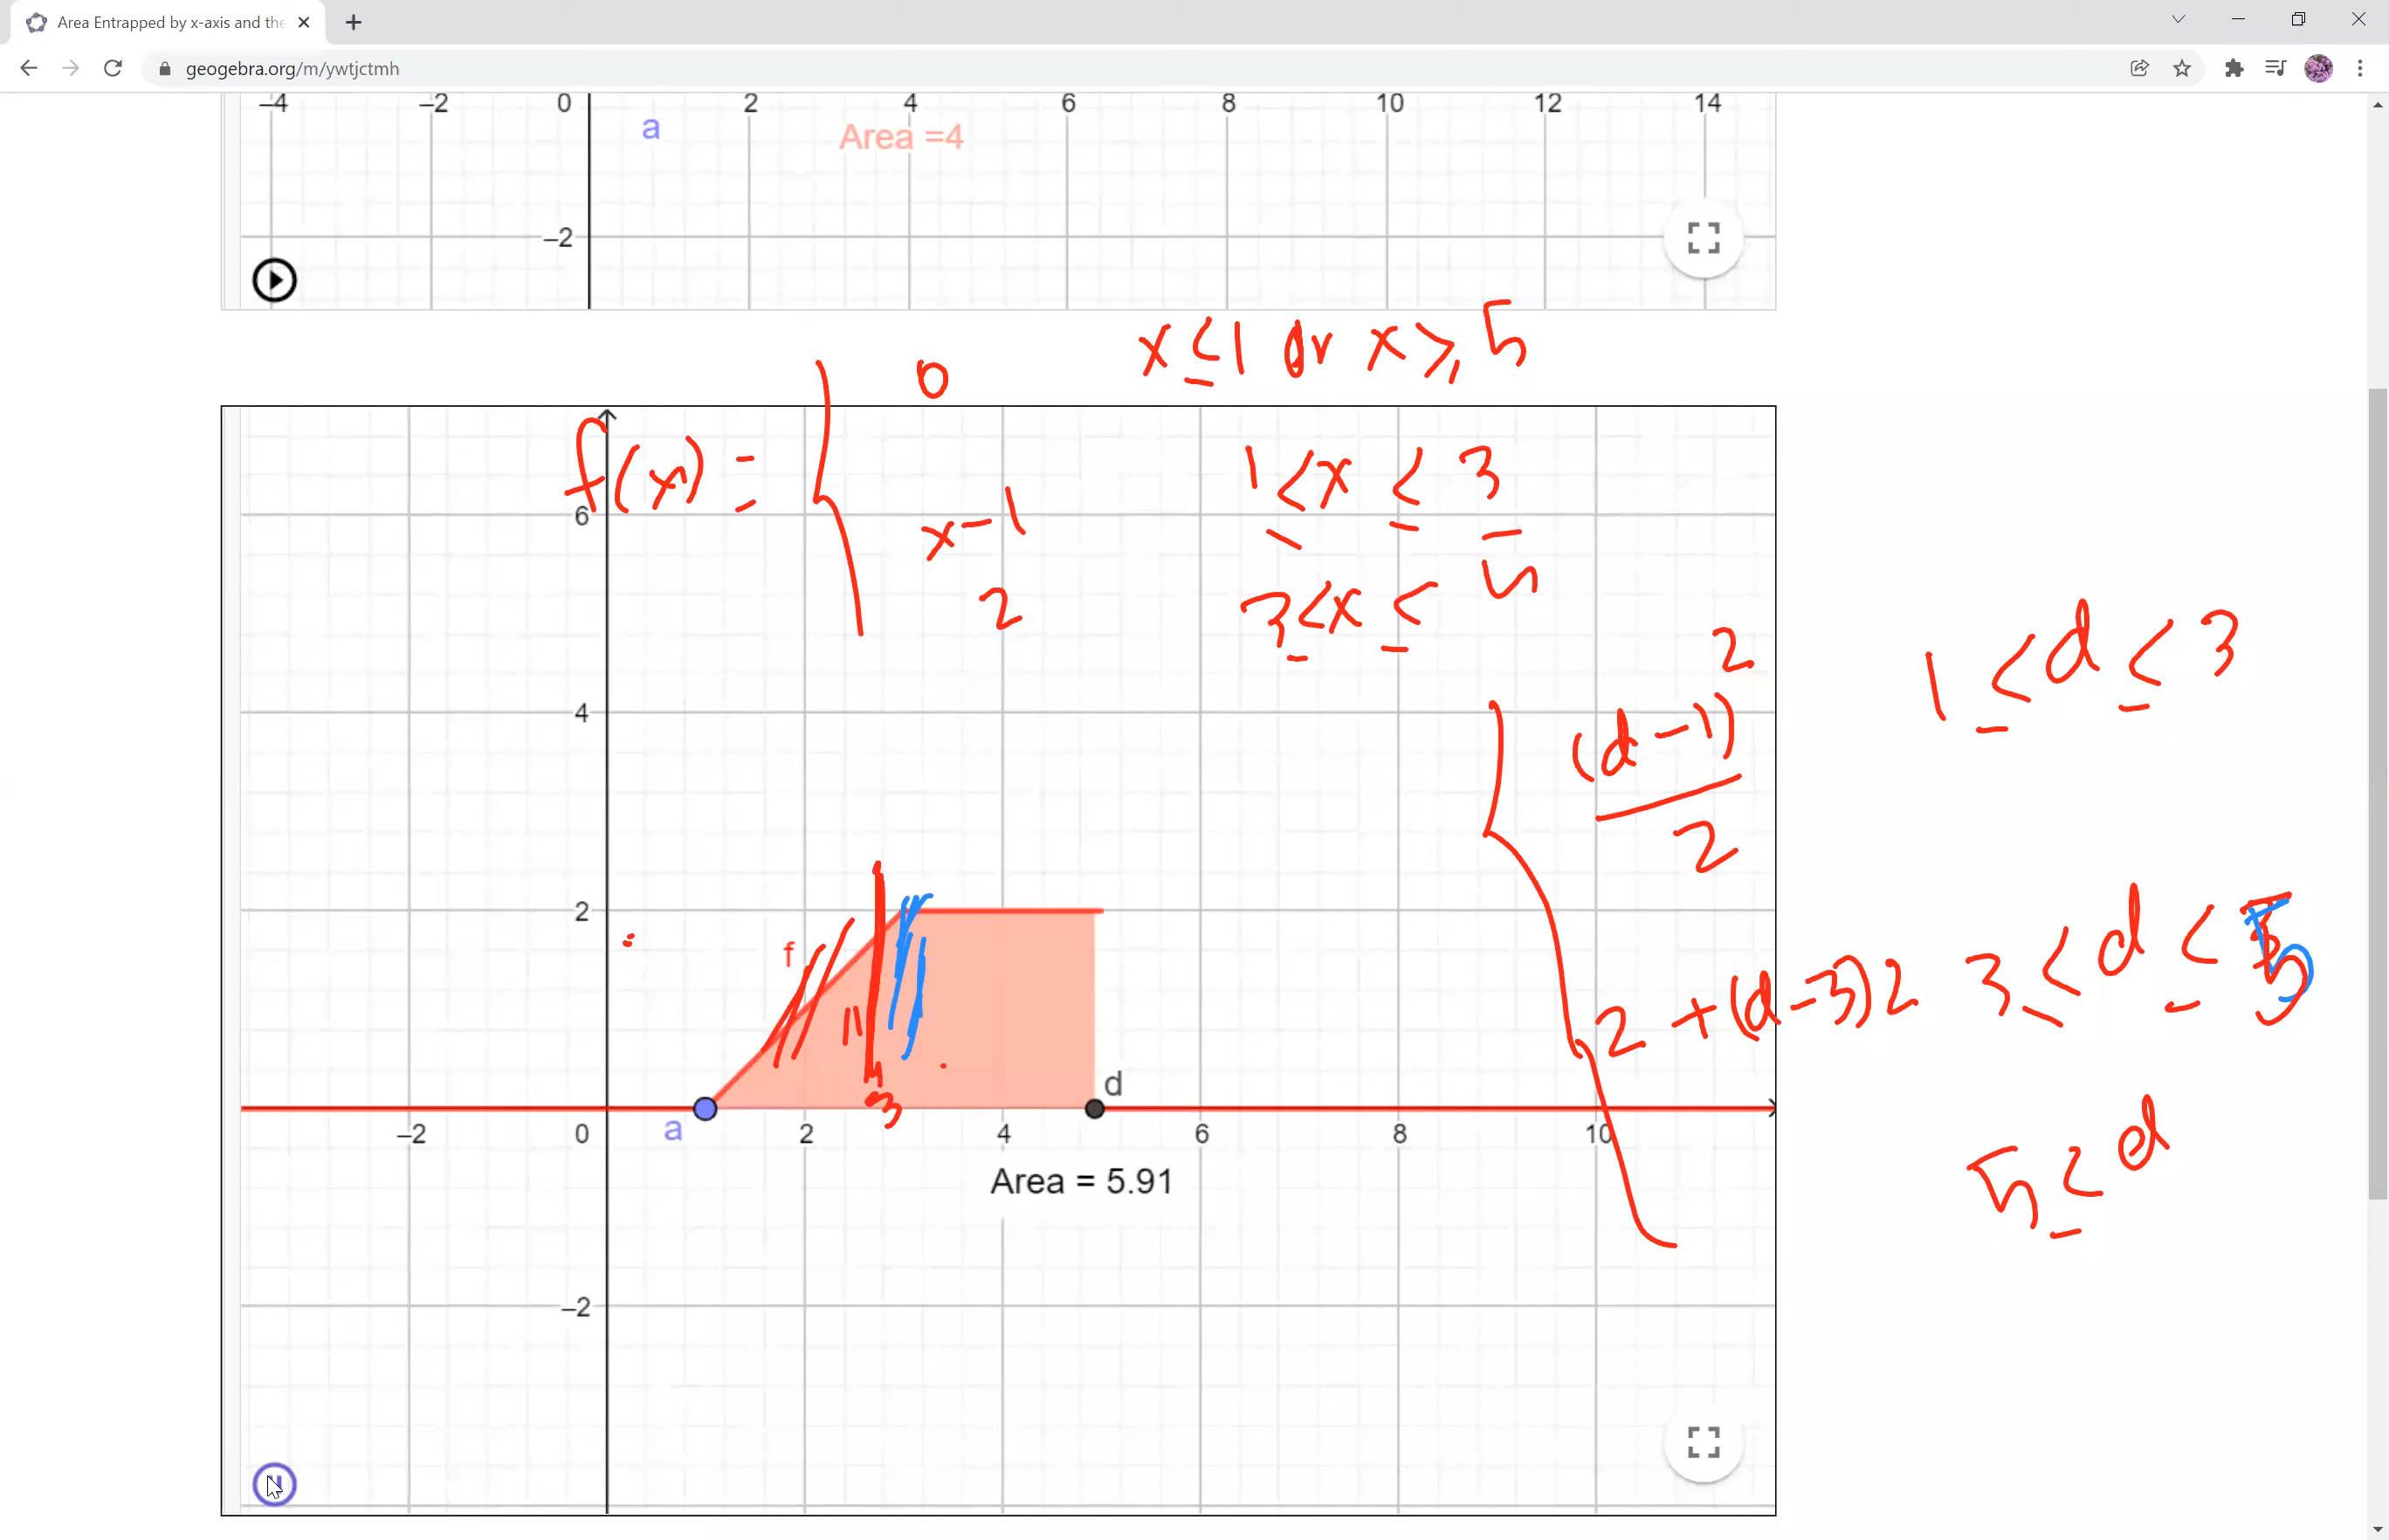 Area Entrapped by x-axis and the
geogebra.org/m/ywtjctmh
−4 −2 0 2 4 6 8 10 12 14
a
Area =4
−2
x ≤ 1 or x ≥ 5
0
f(x) =
1 ≤ x ≤ 3
x−1
3 ≤ x ≤ 5
2
6
4
2
(d−1)²
2
1 ≤ d ≤ 3
f
2 + (d−3)2 3 ≤ d ≤ 5
3
d
a
−2 0 2 4 6 8 10
Area = 5.91
5 ≤ d
−2